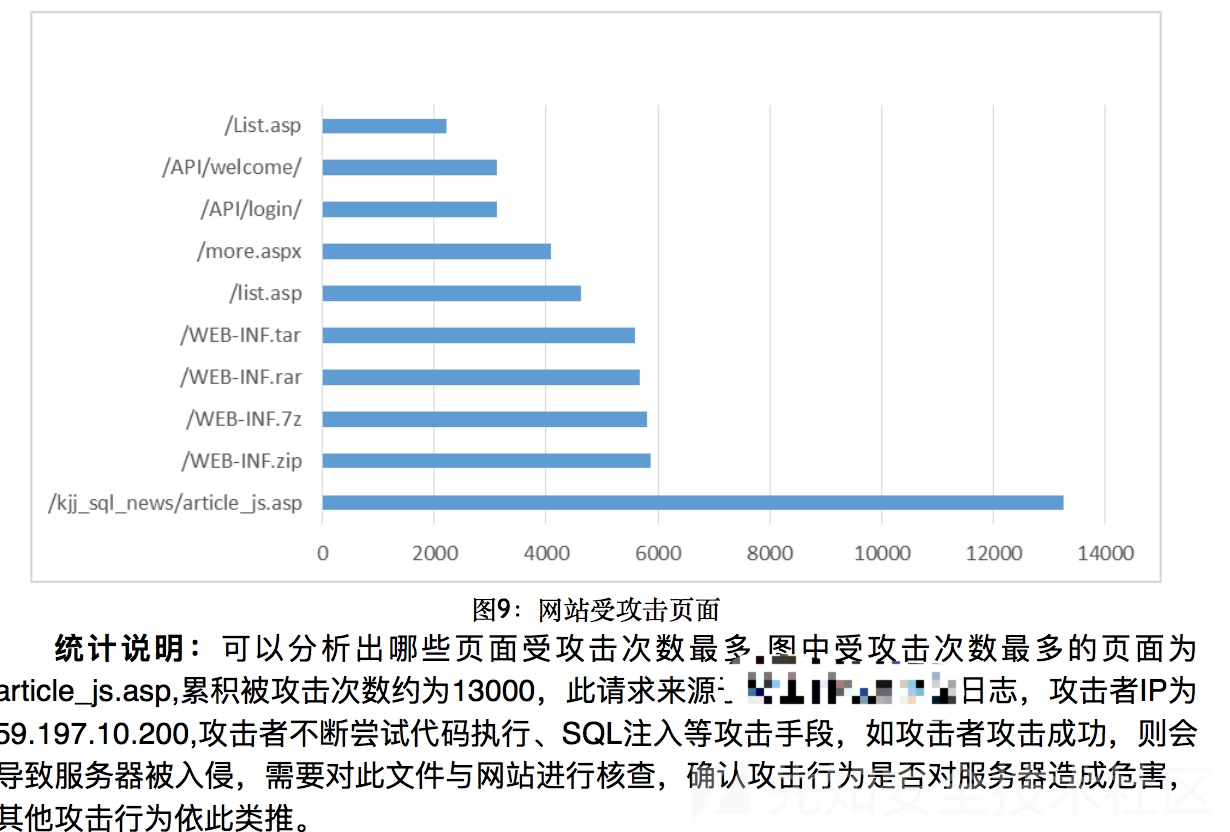 /List.asp
/API/welcome/
/API/login/
/more.aspx
/list.asp
/WEB-INF.tar
/WEB-INF.rar
/WEB-INF.7z
/WEB-INF.zip
/kjj_sql_news/article_js.asp
0 2000 4000 6000 8000 10000 12000 14000
图9：网站受攻击页面
统计说明：可以分析出哪些页面受攻击次数最多,图中受攻击次数最多的页面为
article_js.asp,累积被攻击次数约为13000，此请求来源 日志，攻击者IP为
59.197.10.200,攻击者不断尝试代码执行、SQL注入等攻击手段，如攻击者攻击成功，则会
导致服务器被入侵，需要对此文件与网站进行核查，确认攻击行为是否对服务器造成危害，
其他攻击行为依此类推。
先知安全技术社区